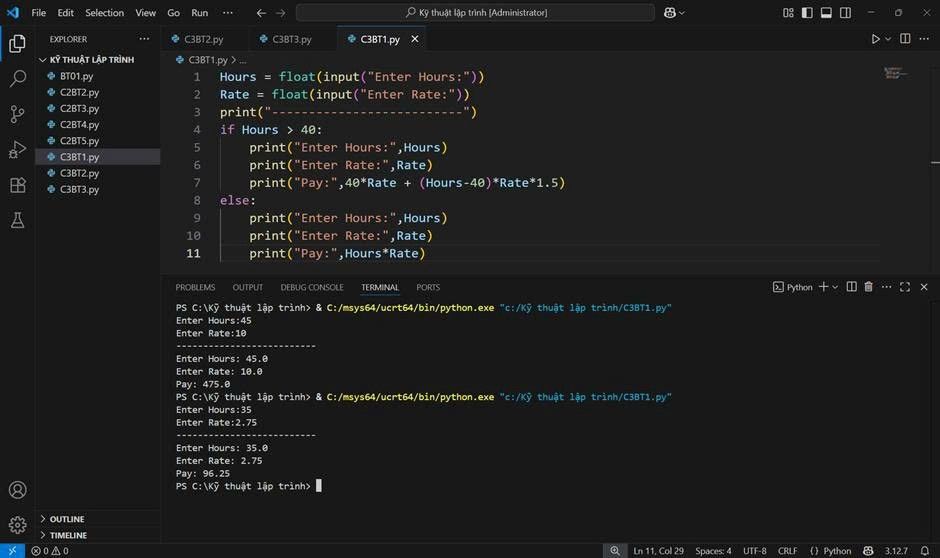 File Edit Selection View Go Run ··· Kỹ thuật lập trình [Administrator]
EXPLORER ···
KỸ THUẬT LẬP TRÌNH
BT01.py
C2BT2.py
C2BT3.py
C2BT4.py
C2BT5.py
C3BT1.py
C3BT2.py
C3BT3.py
OUTLINE
TIMELINE
C3BT2.py C3BT3.py C3BT1.py
C3BT1.py > ...
1 Hours = float(input("Enter Hours:"))
2 Rate = float(input("Enter Rate:"))
3 print("--------------------------")
4 if Hours > 40:
5     print("Enter Hours:",Hours)
6     print("Enter Rate:",Rate)
7     print("Pay:",40*Rate + (Hours-40)*Rate*1.5)
8 else:
9     print("Enter Hours:",Hours)
10     print("Enter Rate:",Rate)
11     print("Pay:",Hours*Rate)
PROBLEMS OUTPUT DEBUG CONSOLE TERMINAL PORTS Python
PS C:\Kỹ thuật lập trình> & C:/msys64/ucrt64/bin/python.exe "c:/Kỹ thuật lập trình/C3BT1.py"
Enter Hours:45
Enter Rate:10
--------------------------
Enter Hours: 45.0
Enter Rate: 10.0
Pay: 475.0
PS C:\Kỹ thuật lập trình> & C:/msys64/ucrt64/bin/python.exe "c:/Kỹ thuật lập trình/C3BT1.py"
Enter Hours:35
Enter Rate:2.75
--------------------------
Enter Hours: 35.0
Enter Rate: 2.75
Pay: 96.25
PS C:\Kỹ thuật lập trình>
0 0 Ln 11, Col 29 Spaces: 4 UTF-8 CRLF { } Python 3.12.7